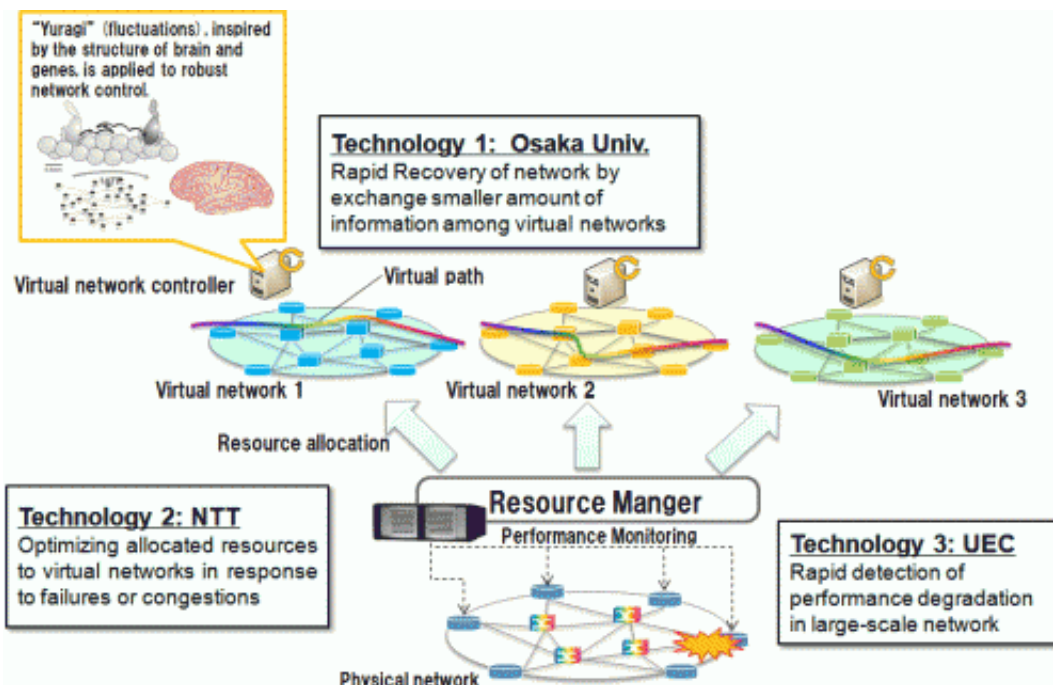 "Yuragi" (fluctuations), inspired
by the structure of brain and
genes, is applied to robust
network control.
Technology 1: Osaka Univ.
Rapid Recovery of network by
exchange smaller amount of
information among virtual networks
Virtual network controller
Virtual path
Virtual network 1
Virtual network 2
Virtual network 3
Resource allocation
Resource Manger
Performance Monitoring
Technology 2: NTT
Optimizing allocated resources
to virtual networks in response
to failures or congestions
Technology 3: UEC
Rapid detection of
performance degradation
in large-scale network
Physical network